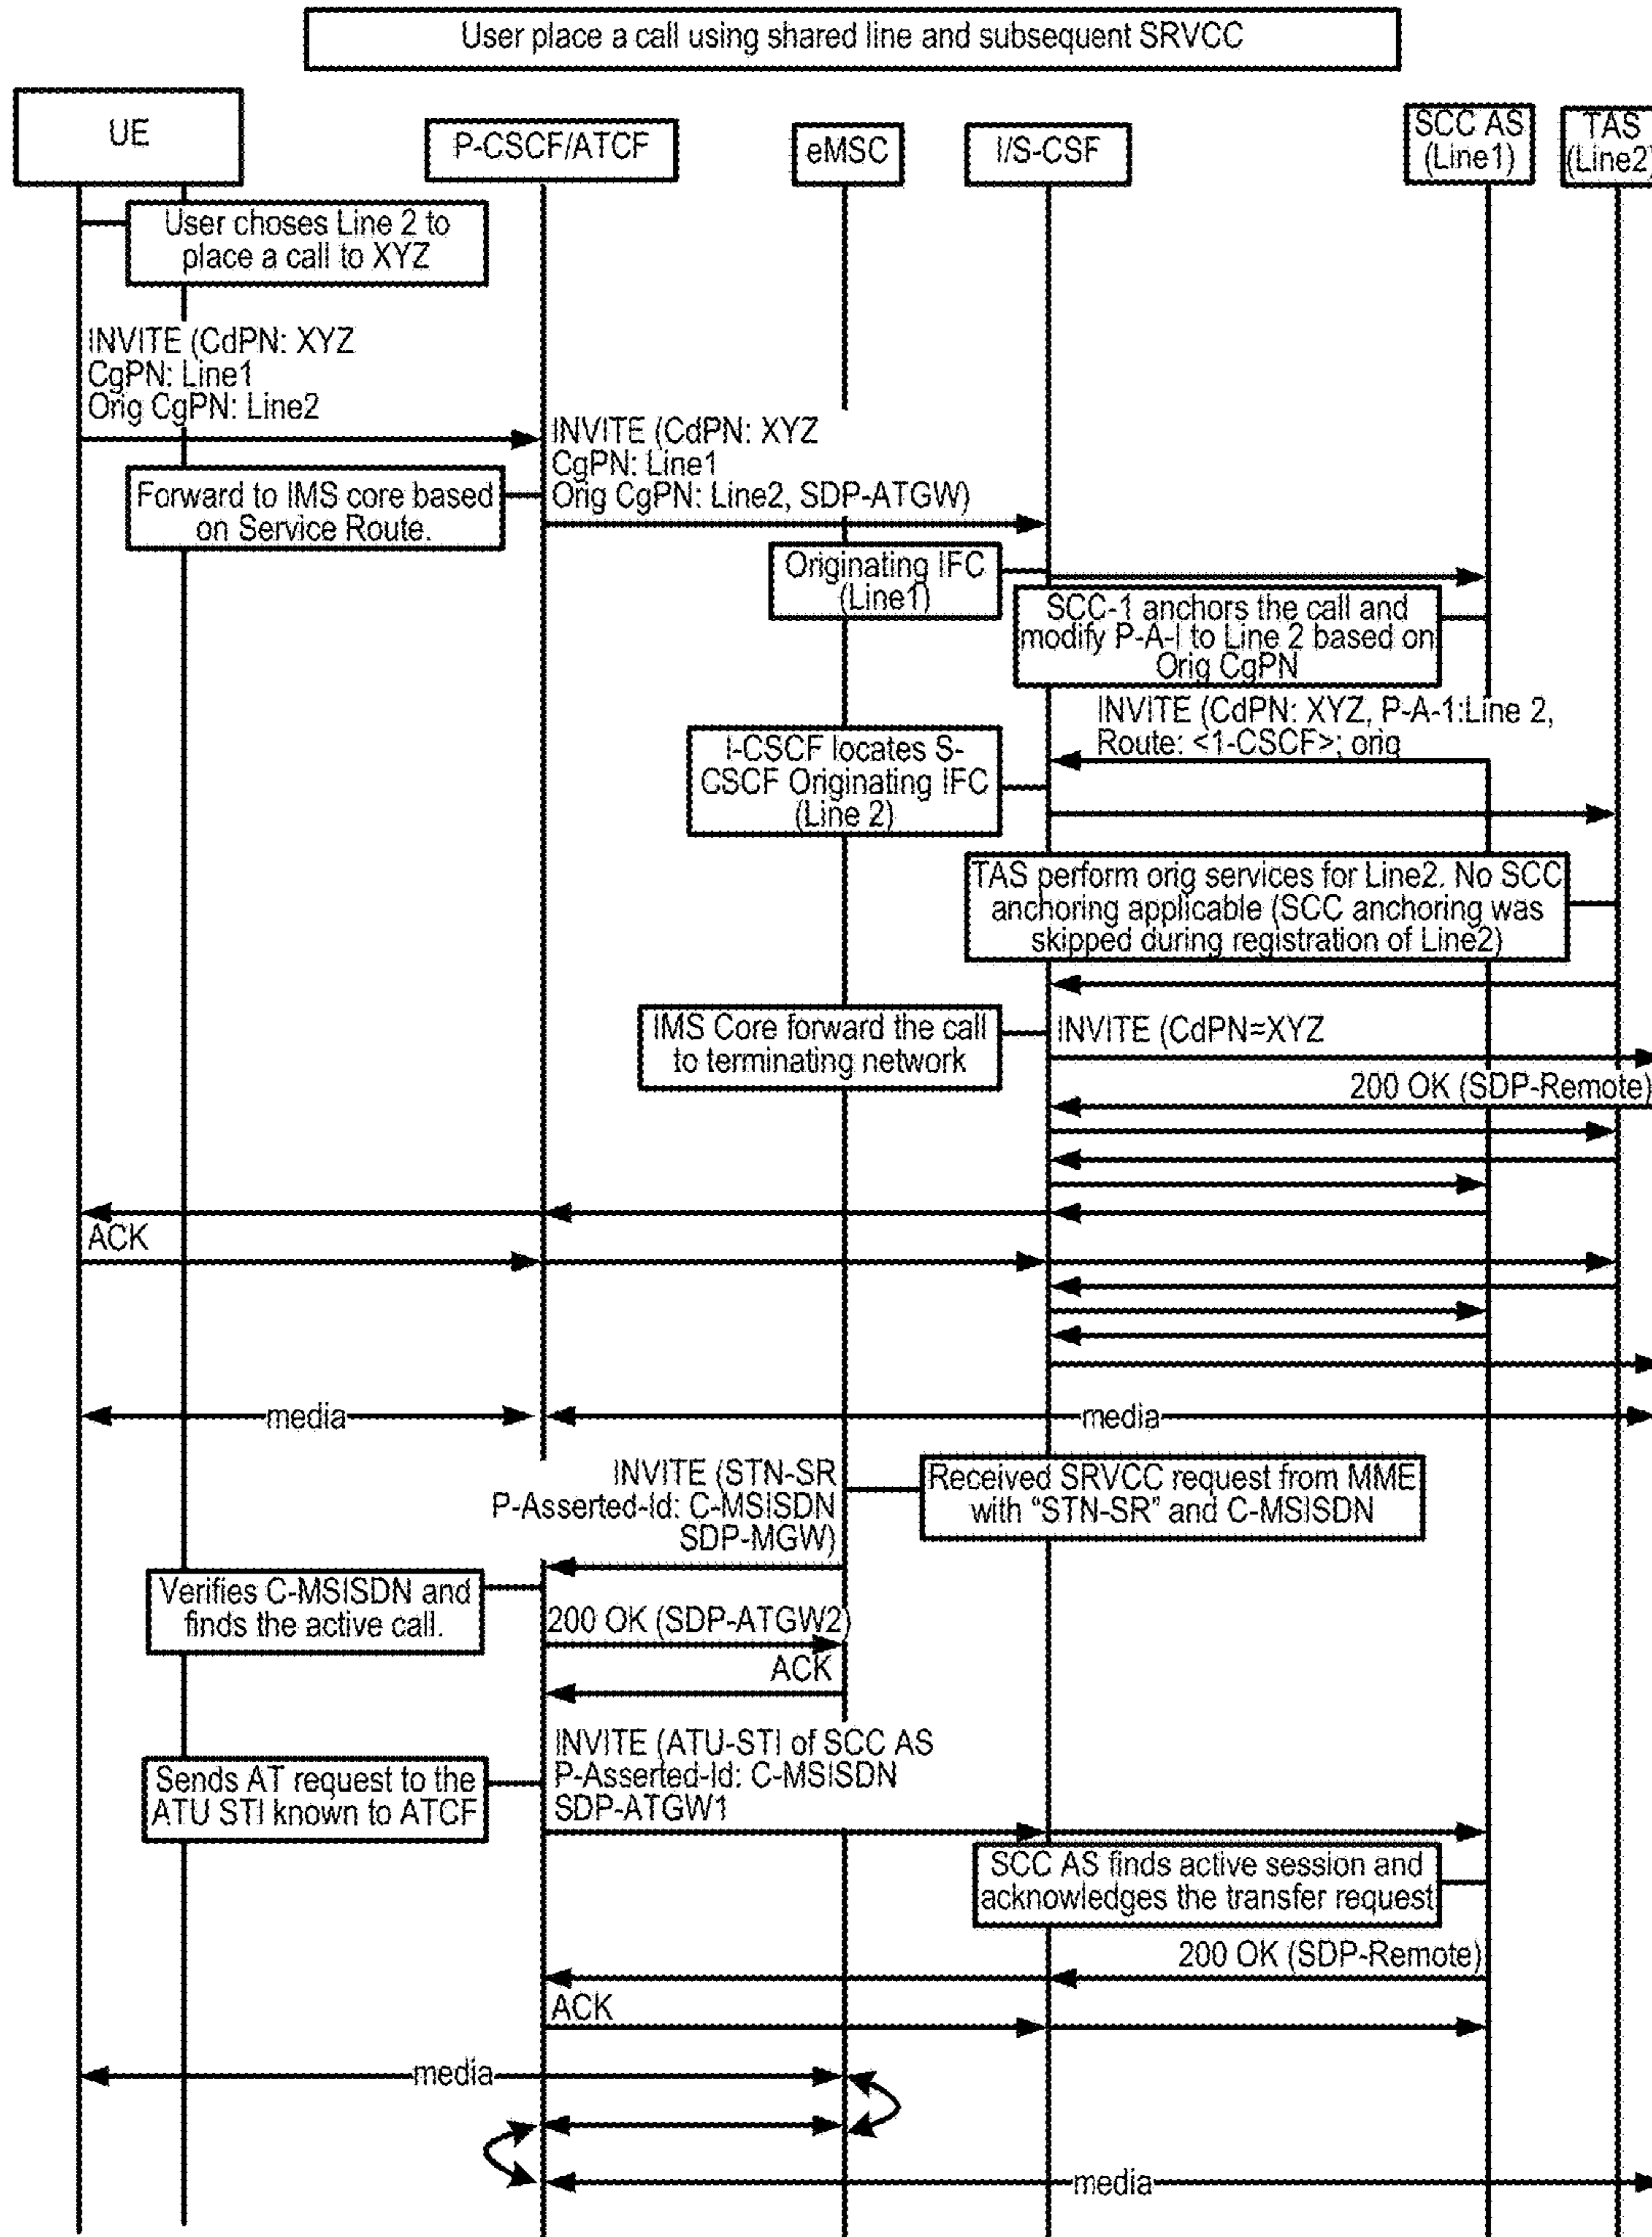 User place a call using shared line and subsequent SRVCC
UE
P-CSCF/ATCF
eMSC
I/S-CSF
SCC AS
(Line1)
TAS
(Line2)
User choses Line 2 to
place a call to XYZ
INVITE (CdPN: XYZ
CgPN: Line1
Orig CgPN: Line2
INVITE (CdPN: XYZ
CgPN: Line1
Orig CgPN: Line2, SDP-ATGW)
Forward to IMS core based
on Service Route.
Originating IFC
(Line1)
SCC-1 anchors the call and
modify P-A-I to Line 2 based on
Orig CgPN
INVITE (CdPN: XYZ, P-A-1:Line 2,
Route: <1-CSCF>; orig
I-CSCF locates S-
CSCF Originating IFC
(Line 2)
TAS perform orig services for Line2. No SCC
anchoring applicable (SCC anchoring was
skipped during registration of Line2)
IMS Core forward the call
to terminating network
INVITE (CdPN=XYZ
200 OK (SDP-Remote)
ACK
media
media
INVITE (STN-SR
P-Asserted-Id: C-MSISDN
SDP-MGW)
Received SRVCC request from MME
with “STN-SR” and C-MSISDN
Verifies C-MSISDN and
finds the active call.
200 OK (SDP-ATGW2)
ACK
INVITE (ATU-STI of SCC AS
P-Asserted-Id: C-MSISDN
SDP-ATGW1
Sends AT request to the
ATU STI known to ATCF
SCC AS finds active session and
acknowledges the transfer request
200 OK (SDP-Remote)
ACK
media
media